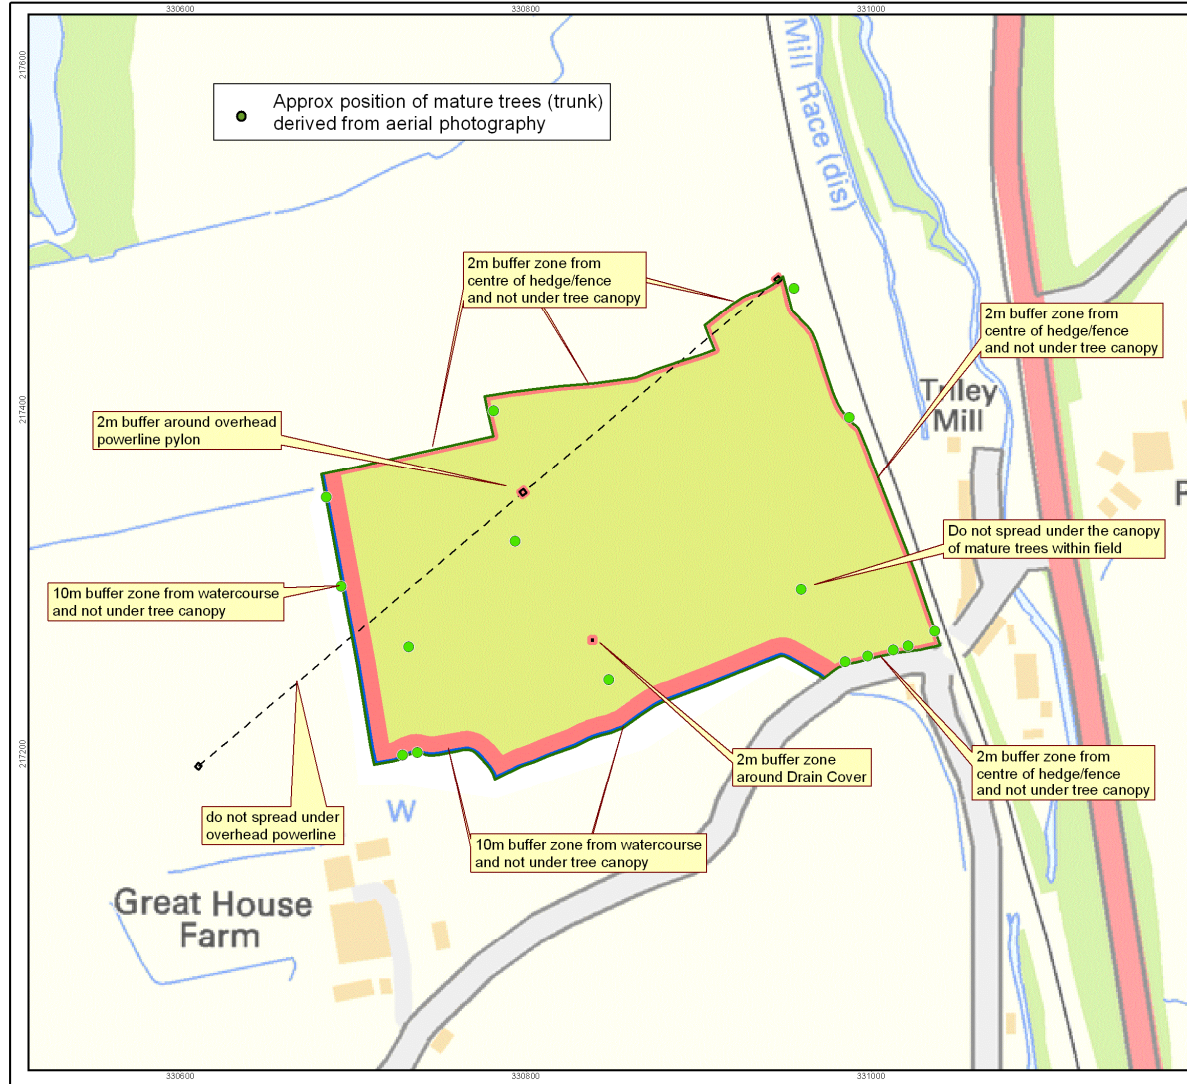 330600
330800
331000
217600
Approx position of mature trees (trunk)
derived from aerial photography
Mill Race (dis)
2m buffer zone from
centre of hedge/fence
and not under tree canopy
2m buffer zone from
centre of hedge/fence
and not under tree canopy
Triley
Mill
217400
2m buffer around overhead
powerline pylon
P
Do not spread under the canopy
of mature trees within field
10m buffer zone from watercourse
and not under tree canopy
217200
2m buffer zone
around Drain Cover
2m buffer zone from
centre of hedge/fence
and not under tree canopy
W
do not spread under
overhead powerline
10m buffer zone from watercourse
and not under tree canopy
Great House
Farm
330600
330800
331000